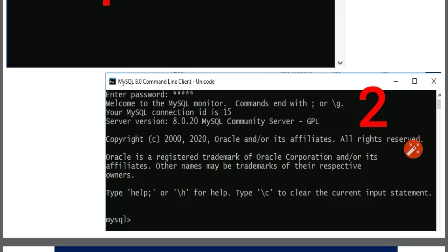 MySQL 8.0 Command Line Client - Unicode
2
Enter password: *****
Welcome to the MySQL monitor.  Commands end with ; or \g.
Your MySQL connection id is 15
Server version: 8.0.20 MySQL Community Server - GPL
Copyright (c) 2000, 2020, Oracle and/or its affiliates. All rights reserved.
Oracle is a registered trademark of Oracle Corporation and/or its
affiliates. Other names may be trademarks of their respective
owners.
Type 'help;' or '\h' for help. Type '\c' to clear the current input statement.
mysql>